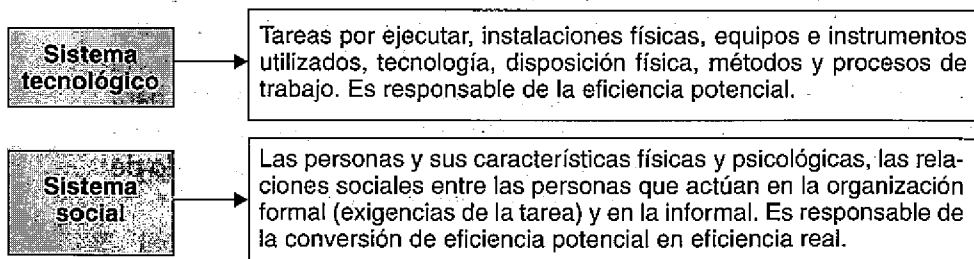 Sistema
tecnológico
Tareas por ejecutar, instalaciones físicas, equipos e instrumentos
utilizados, tecnología, disposición física, métodos y procesos de
trabajo. Es responsable de la eficiencia potencial.
Sistema
social
Las personas y sus características físicas y psicológicas, las rela-
ciones sociales entre las personas que actúan en la organización
formal (exigencias de la tarea) y en la informal. Es responsable de
la conversión de eficiencia potencial en eficiencia real.